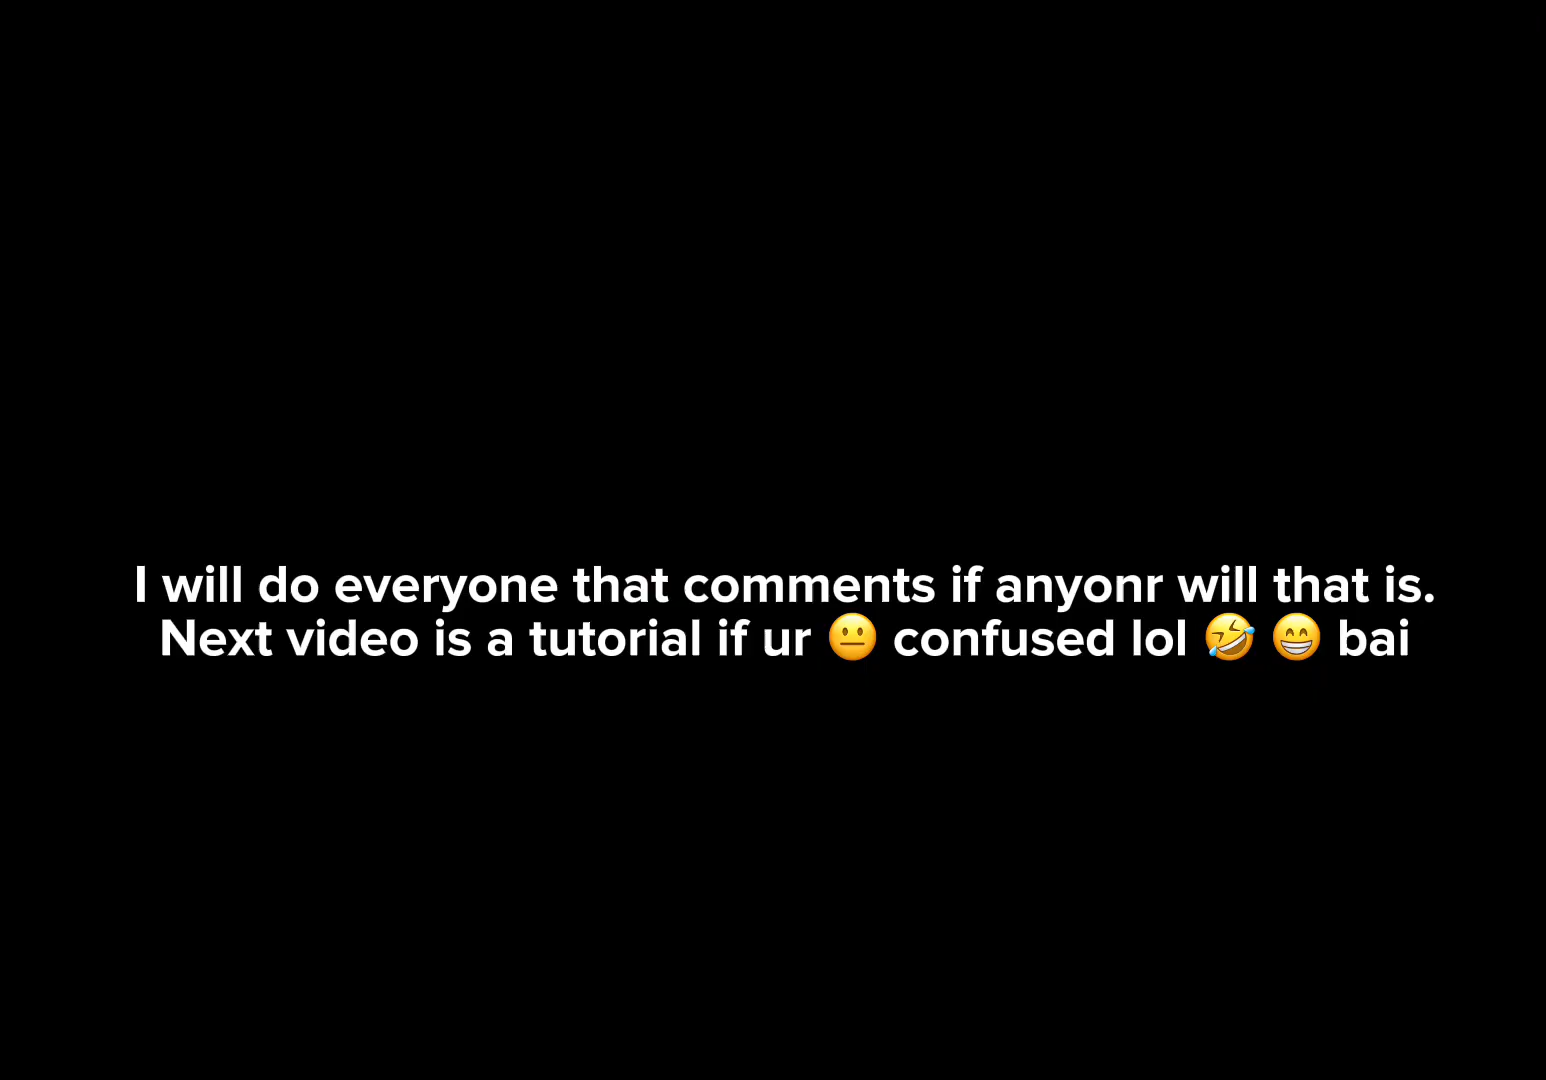 I will do everyone that comments if anyonr will that is.
Next video is a tutorial if ur 😐 confused lol 🤣 😁 bai